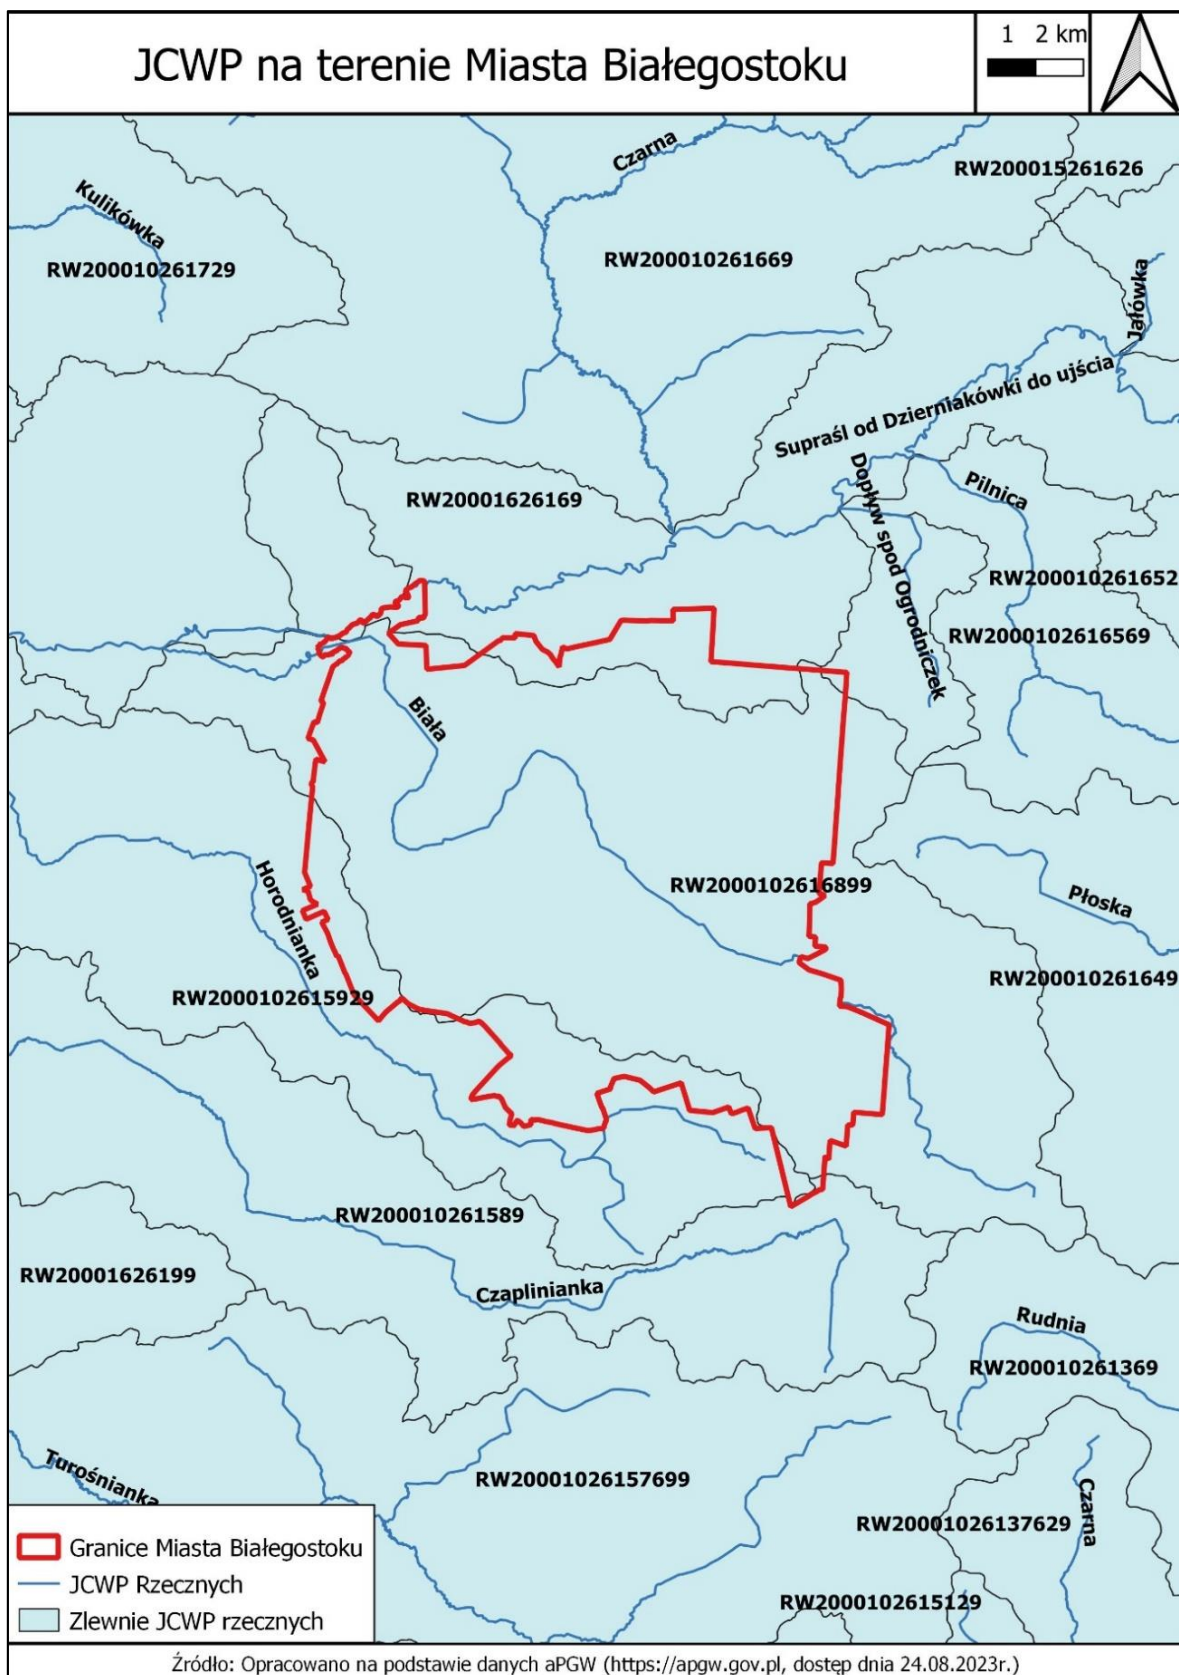 JCWP na terenie Miasta Białegostoku
1 2 km
Czarna
RW200015261626
Kulikówka
RW200010261729
RW200010261669
Jałówka
Supraśl od Dzierniakówki do ujścia
RW20001626169
Dopływ spod Ogrodniczek
Pilnica
RW200010261652
RW2000102616569
Biała
RW2000102616899
Horodnianka
Płoska
RW200010261649
RW2000102615929
RW200010261589
RW20001626199
Czaplinianka
Rudnia
RW200010261369
Turośnianka
RW20001026157699
Czarna
RW20001026137629
RW2000102615129
Granice Miasta Białegostoku
JCWP Rzecznych
Zlewnie JCWP rzecznych
Źródło: Opracowano na podstawie danych aPGW (https://apgw.gov.pl, dostęp dnia 24.08.2023r.)